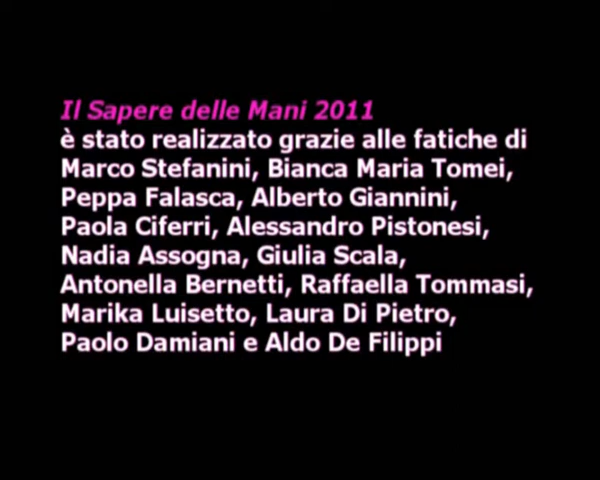 Il Sapere delle Mani 2011
è stato realizzato grazie alle fatiche di
Marco Stefanini, Bianca Maria Tomei,
Peppa Falasca, Alberto Giannini,
Paola Ciferri, Alessandro Pistonesi,
Nadia Assogna, Giulia Scala,
Antonella Bernetti, Raffaella Tommasi,
Marika Luisetto, Laura Di Pietro,
Paolo Damiani e Aldo De Filippi